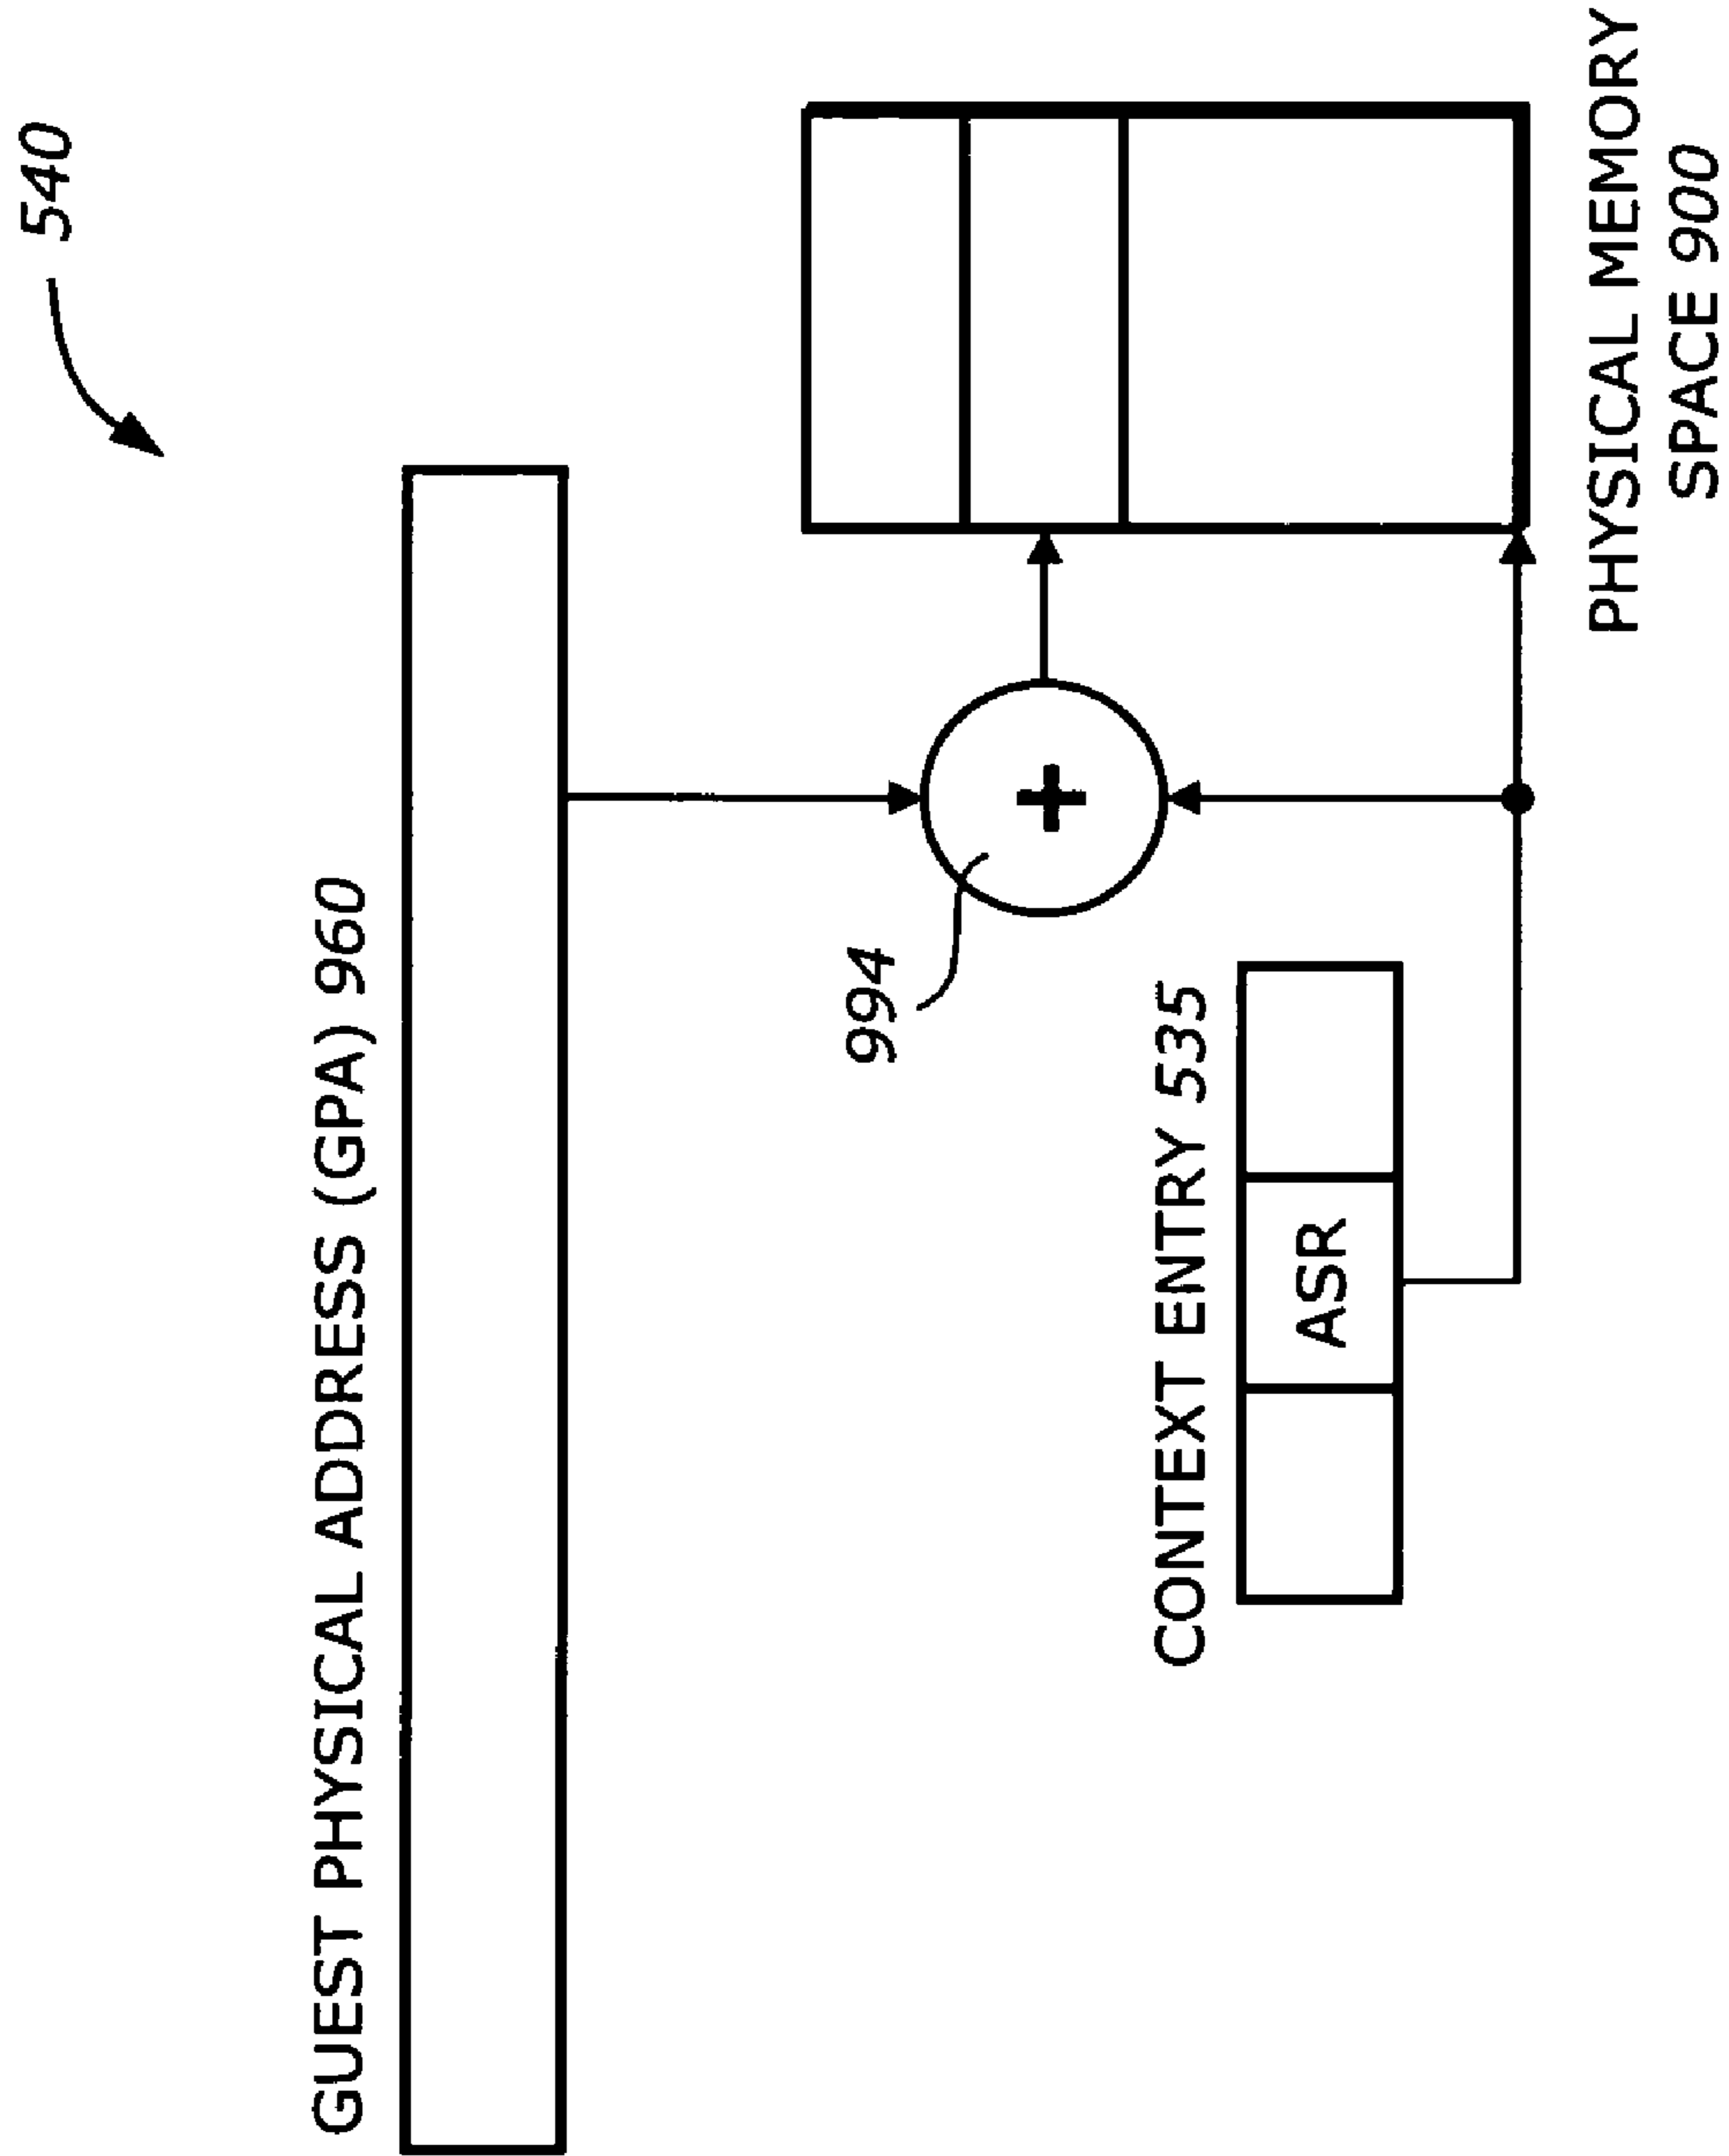 540
GUEST PHYSICAL ADDRESS (GPA) 960
994
+
CONTEXT ENTRY 535
ASR
PHYSICAL MEMORY
SPACE 900